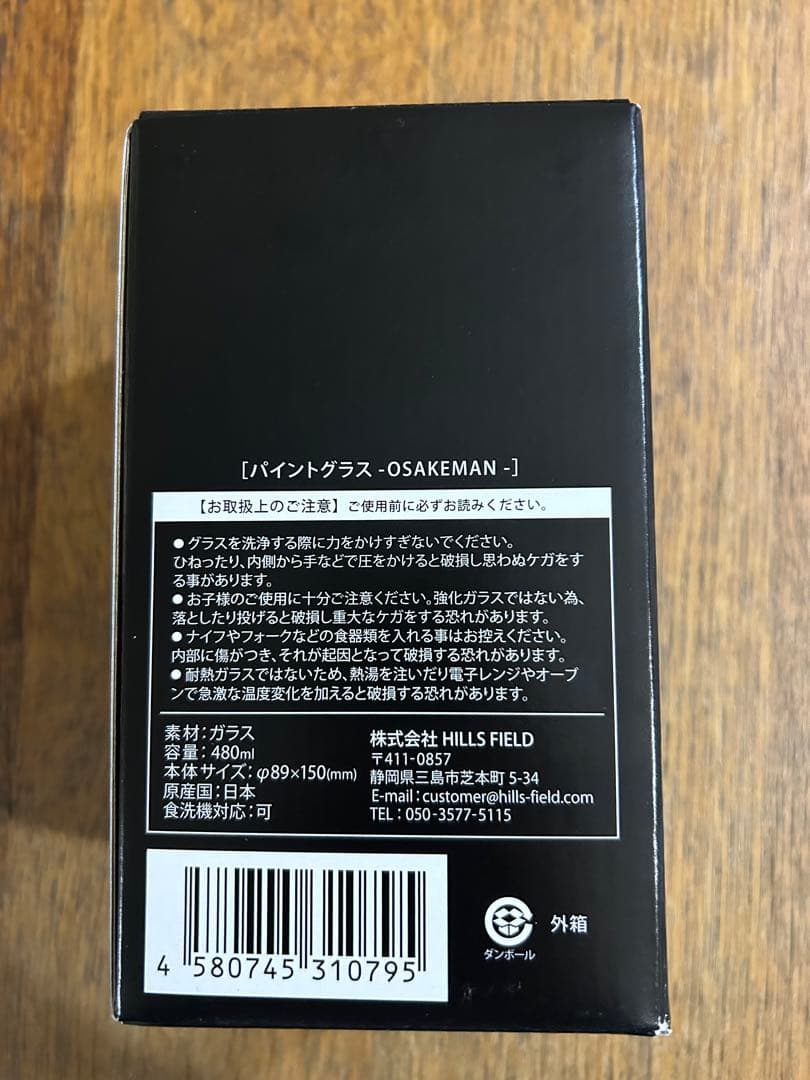 [パイントグラス -OSAKEMAN -]
【お取扱上のご注意】ご使用前に必ずお読みください。
●グラスを洗浄する際に力をかけすぎないでください。
ひねったり、内側から手などで圧をかけると破損し思わぬケガをす
る事があります。
●お子様のご使用に十分ご注意ください。強化ガラスではない為、
落としたり投げると破損し重大なケガをする恐れがあります。
●ナイフやフォークなどの食器類を入れる事はお控えください。
内部に傷がつき、それが起因となって破損する恐れがあります。
●耐熱ガラスではないため、熱湯を注いだり電子レンジやオーブ
ンで急激な温度変化を加えると破損する恐れがあります。
素材：ガラス
容量：480ml
本体サイズ：φ89×150(mm)
原産国：日本
食洗機対応：可
株式会社 HILLS FIELD
〒411-0857
静岡県三島市芝本町 5-34
E-mail : customer@hills-field.com
TEL : 050-3577-5115
4 580745 310795
ダンボール
外箱